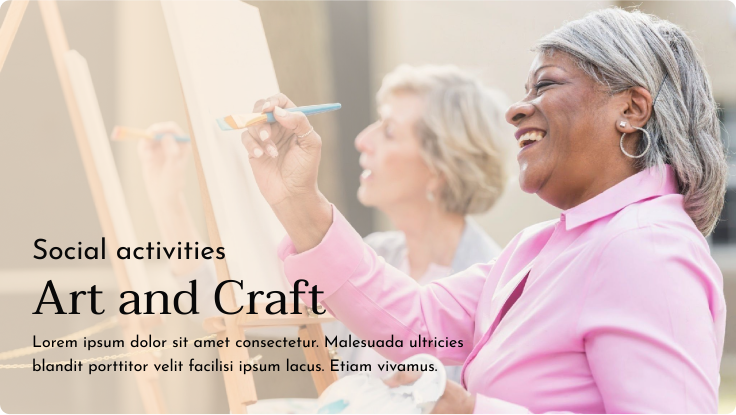 Social activities
Art and Craft
Lorem ipsum dolor sit amet consectetur. Malesuada ultricies
blandit porttitor velit facilisi ipsum lacus. Etiam vivamus.